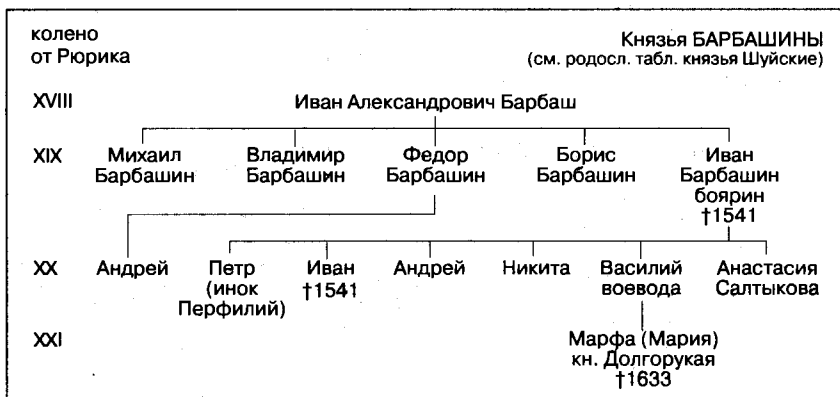 колено
от Рюрика
Князья БАРБАШИНЫ
(см. родосл. табл. князья Шуйские)
XVIII Иван Александрович Барбаш
XIX Михаил Владимир Федор Борис Иван
Барбашин Барбашин Барбашин Барбашин Барбашин
боярин
†1541
XX Андрей Петр Иван Андрей Никита Василий Анастасия
(инок †1541 воевода Салтыкова
Перфилий)
XXI Марфа (Мария)
кн. Долгорукая
†1633